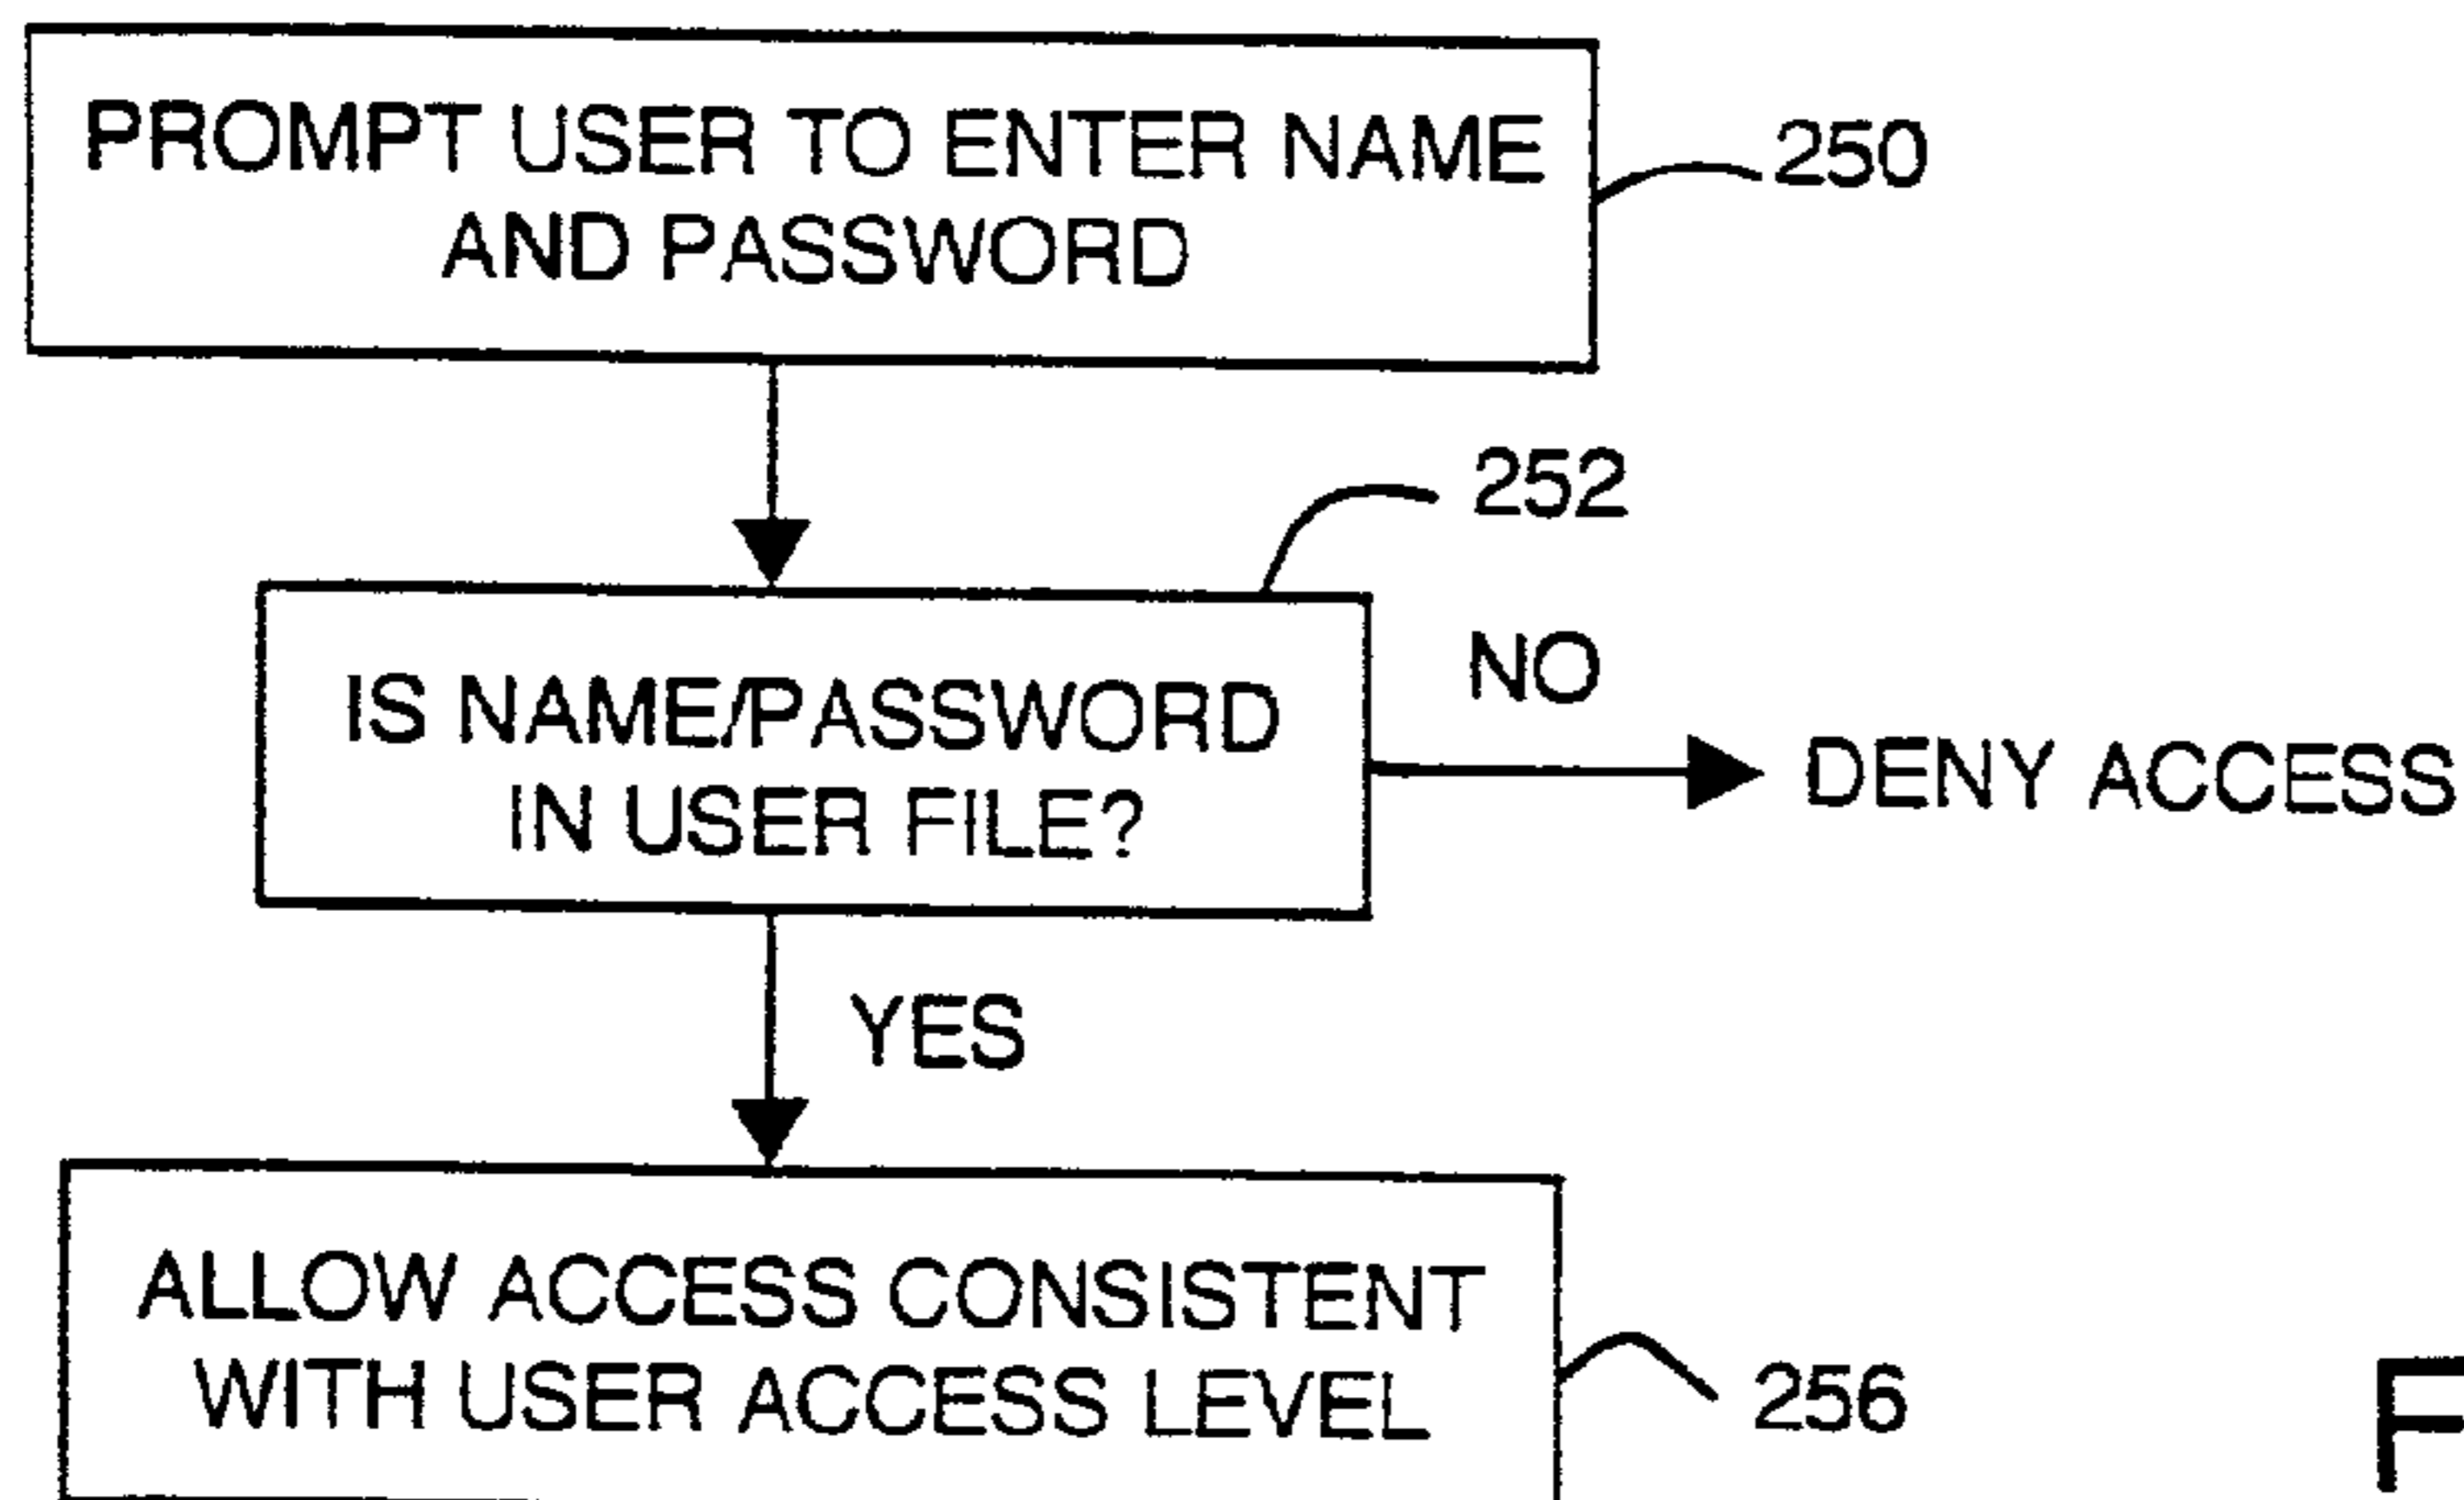 PROMPT USER TO ENTER NAME
AND PASSWORD
250
252
IS NAME/PASSWORD
IN USER FILE?
NO
DENY ACCESS
YES
ALLOW ACCESS CONSISTENT
WITH USER ACCESS LEVEL
256
F